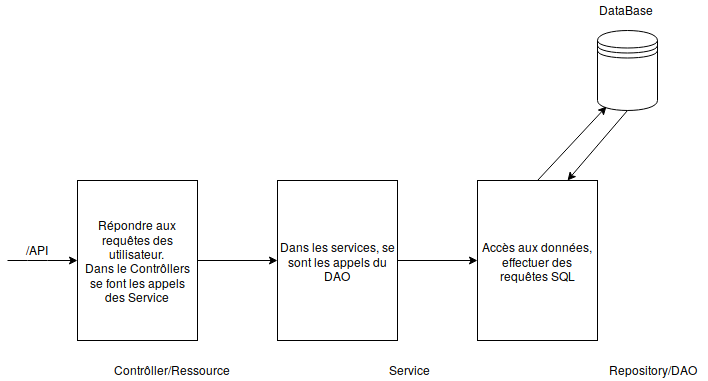 DataBase
/API
Répondre aux
requêtes des
utilisateur.
Dans le Contrôllers
se font les appels
des Service
Dans les services, se
sont les appels du
DAO
Accès aux données,
effectuer des
requêtes SQL
Contrôller/Ressource
Service
Repository/DAO